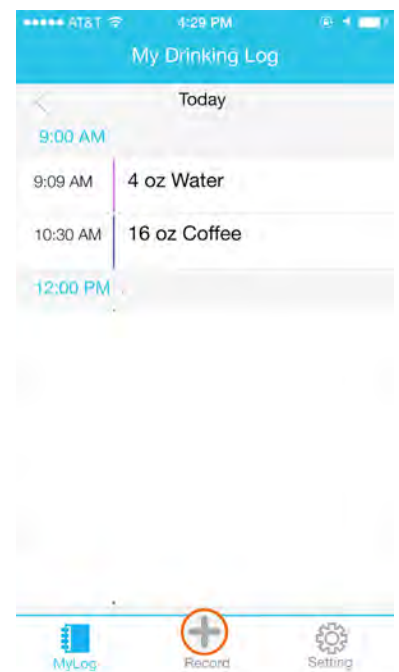 AT&T 4:29 PM
My Drinking Log
Today
9:00 AM
9:09 AM 4 oz Water
10:30 AM 16 oz Coffee
12:00 PM
MyLog Record Setting